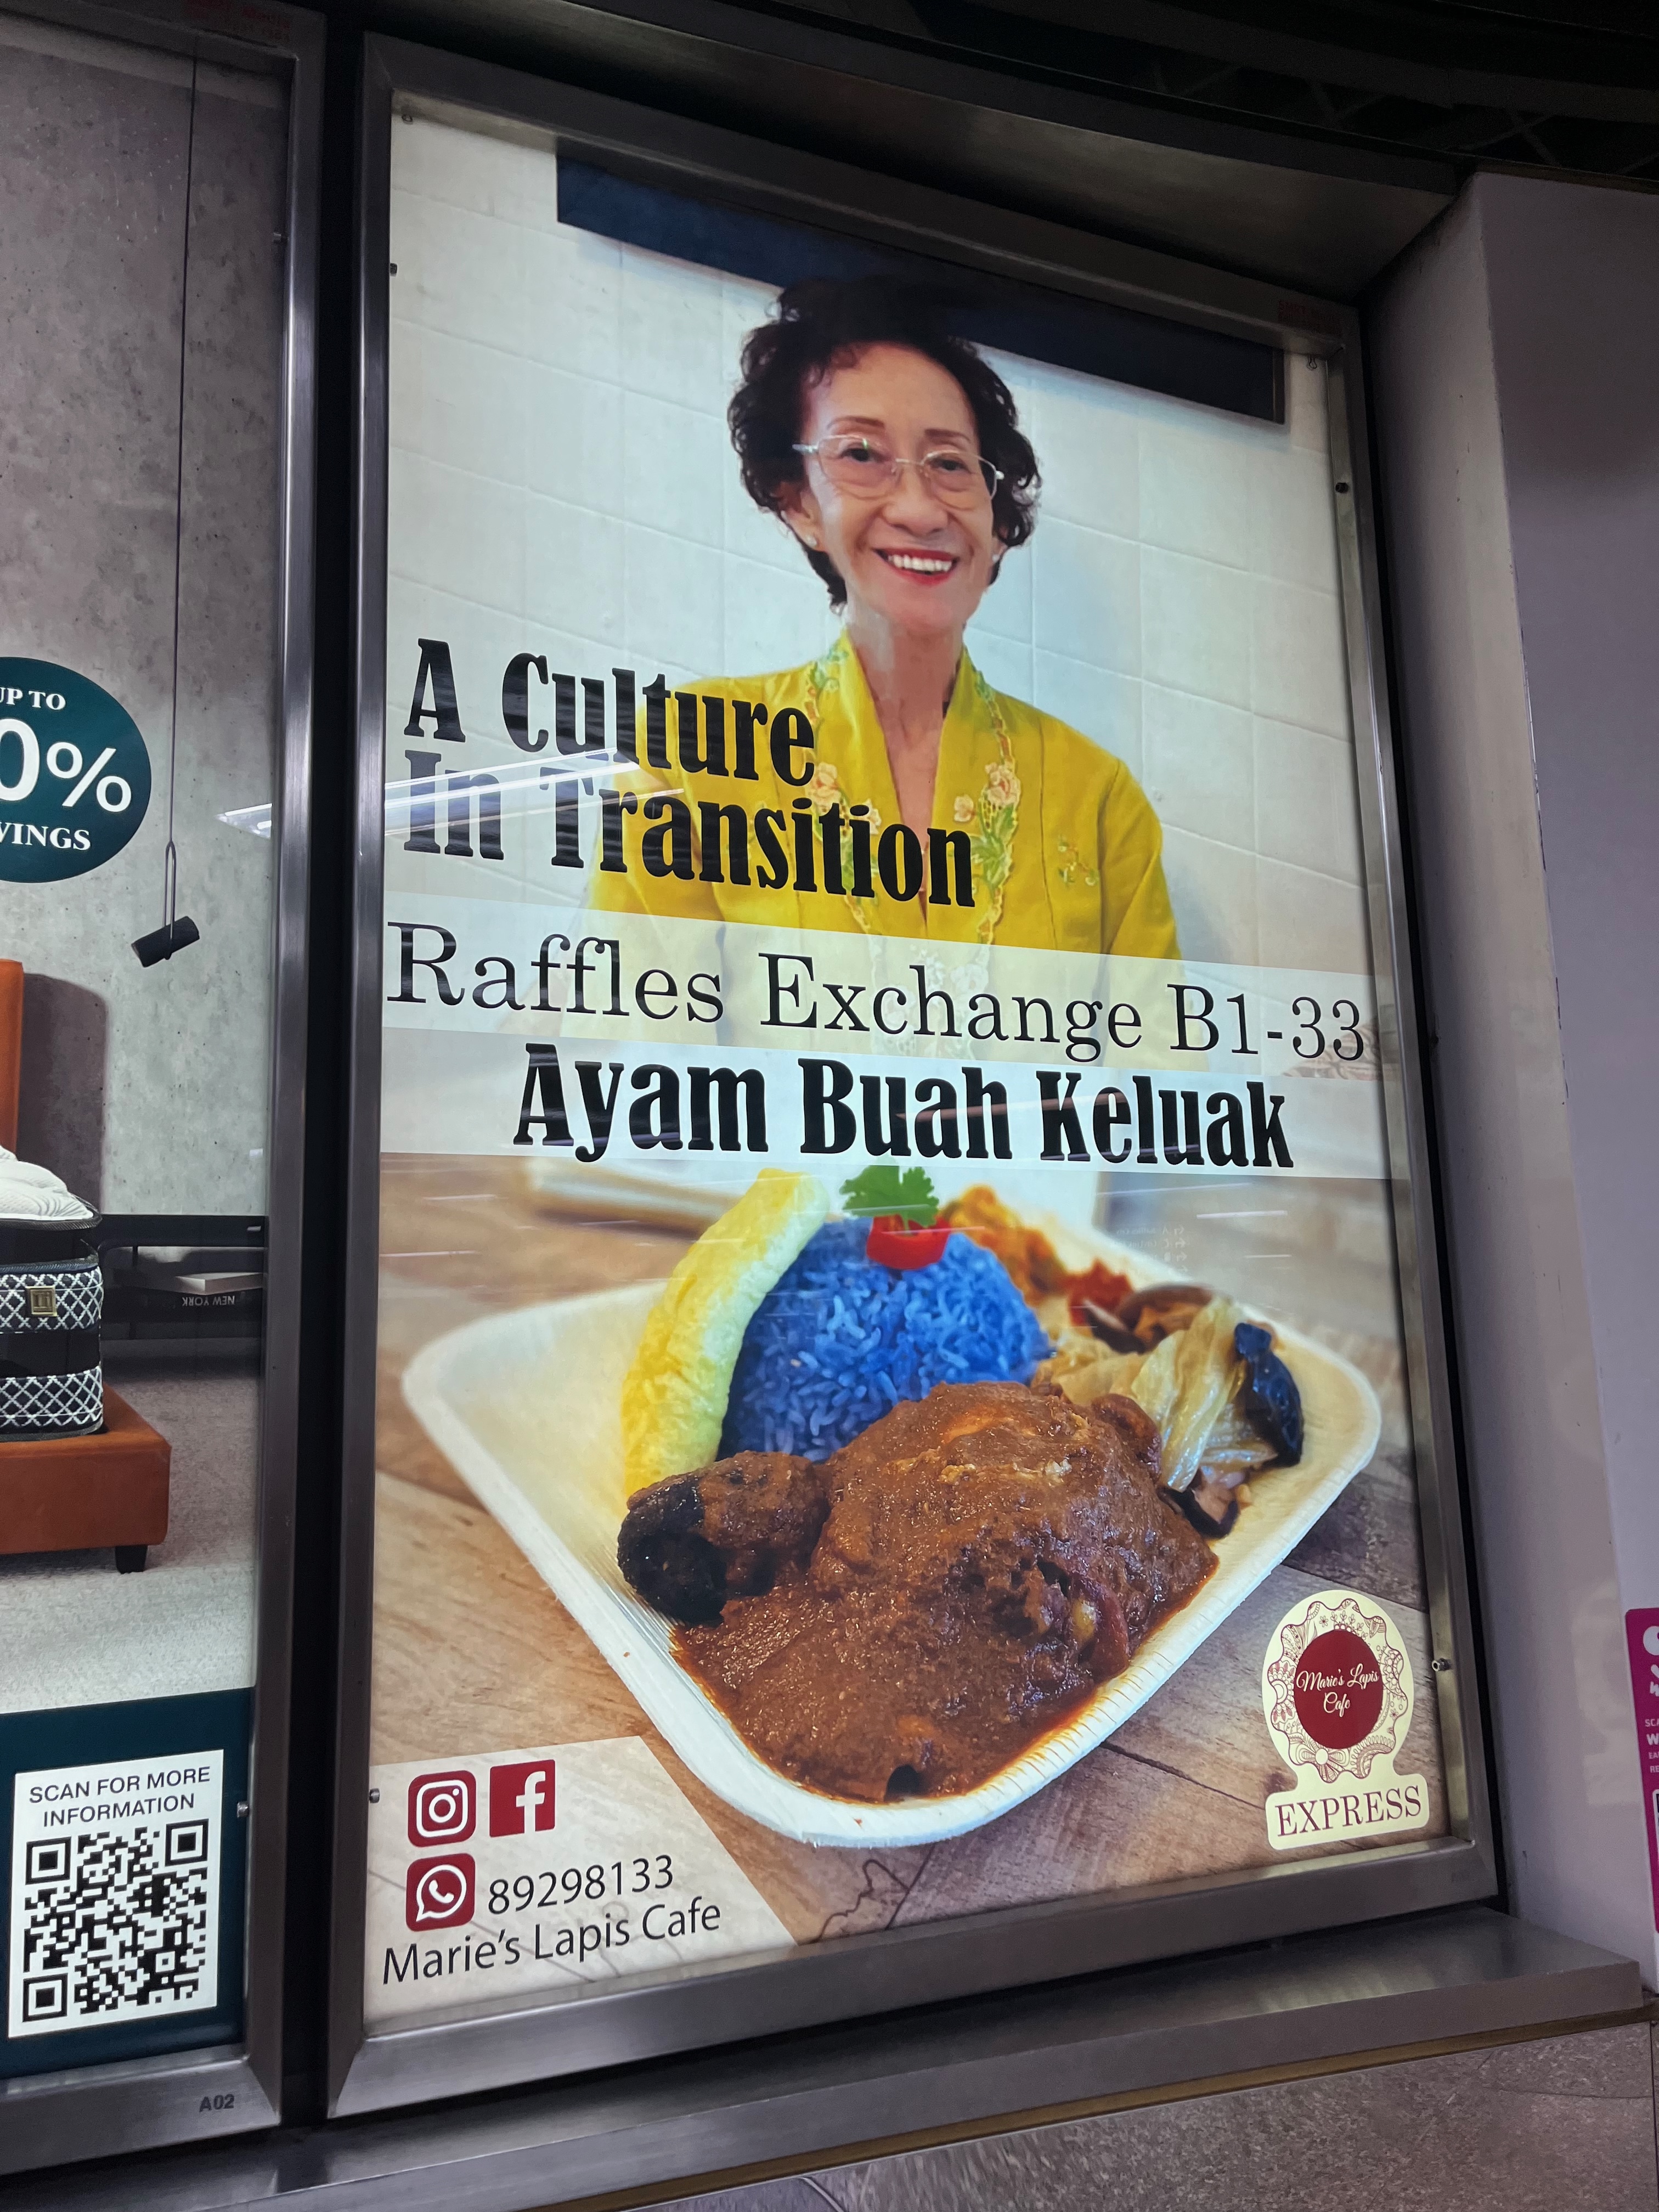 UP TO
0%
VINGS
NEW YORK
SCAN FOR MORE
INFORMATION
A02
A Culture
In Transition
Raffles Exchange B1-33
Ayam Buah Keluak
Marie's Lapis
Cafe
EXPRESS
89298133
Marie's Lapis Cafe